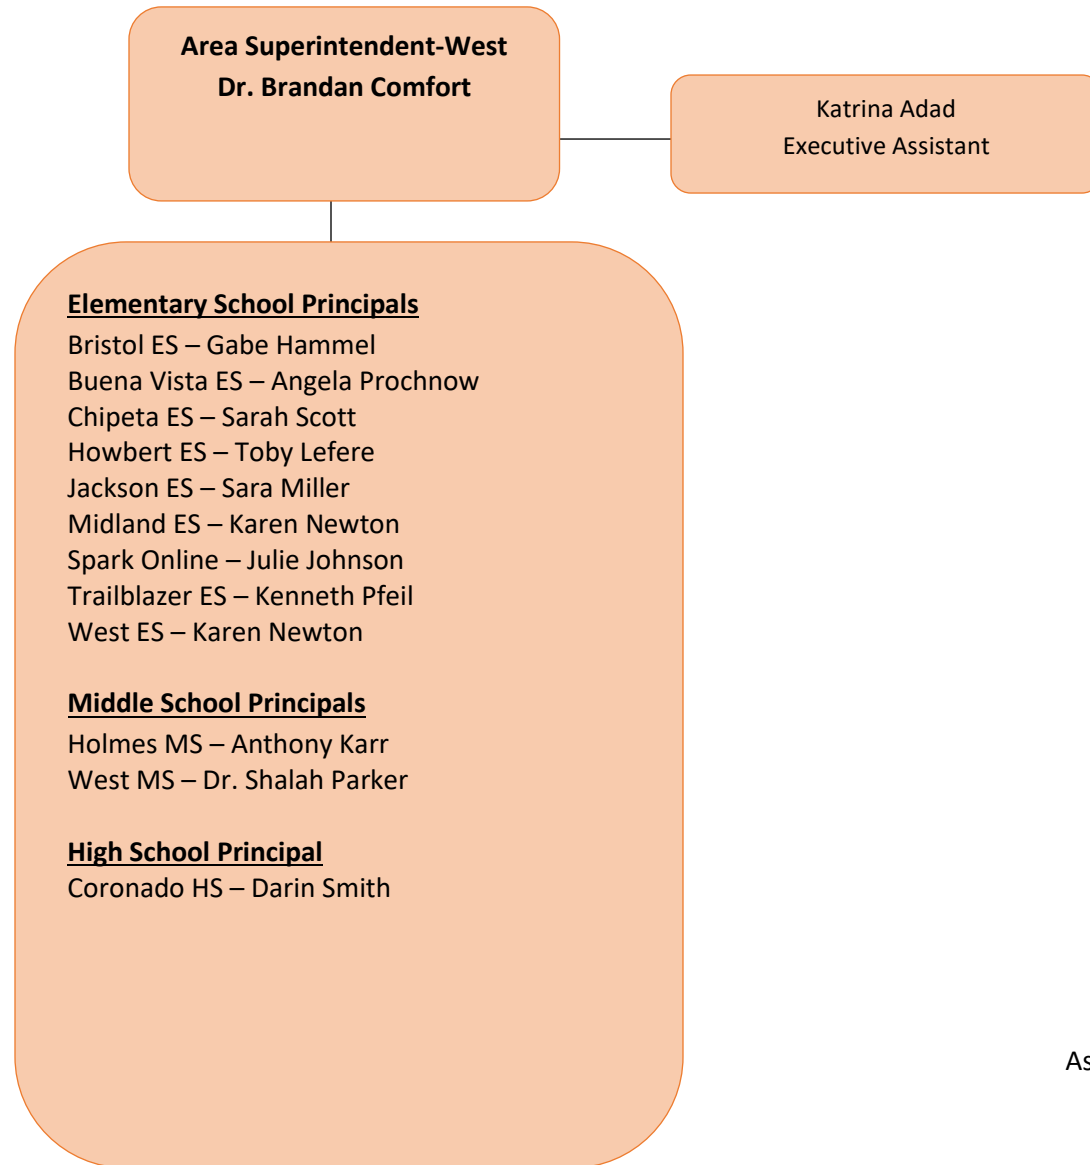 Area Superintendent-West
Dr. Brandan Comfort
Katrina Adad
Executive Assistant
Elementary School Principals
Bristol ES – Gabe Hammel
Buena Vista ES – Angela Prochnow
Chipeta ES – Sarah Scott
Howbert ES – Toby Lefere
Jackson ES – Sara Miller
Midland ES – Karen Newton
Spark Online – Julie Johnson
Trailblazer ES – Kenneth Pfeil
West ES – Karen Newton
Middle School Principals
Holmes MS – Anthony Karr
West MS – Dr. Shalah Parker
High School Principal
Coronado HS – Darin Smith
As